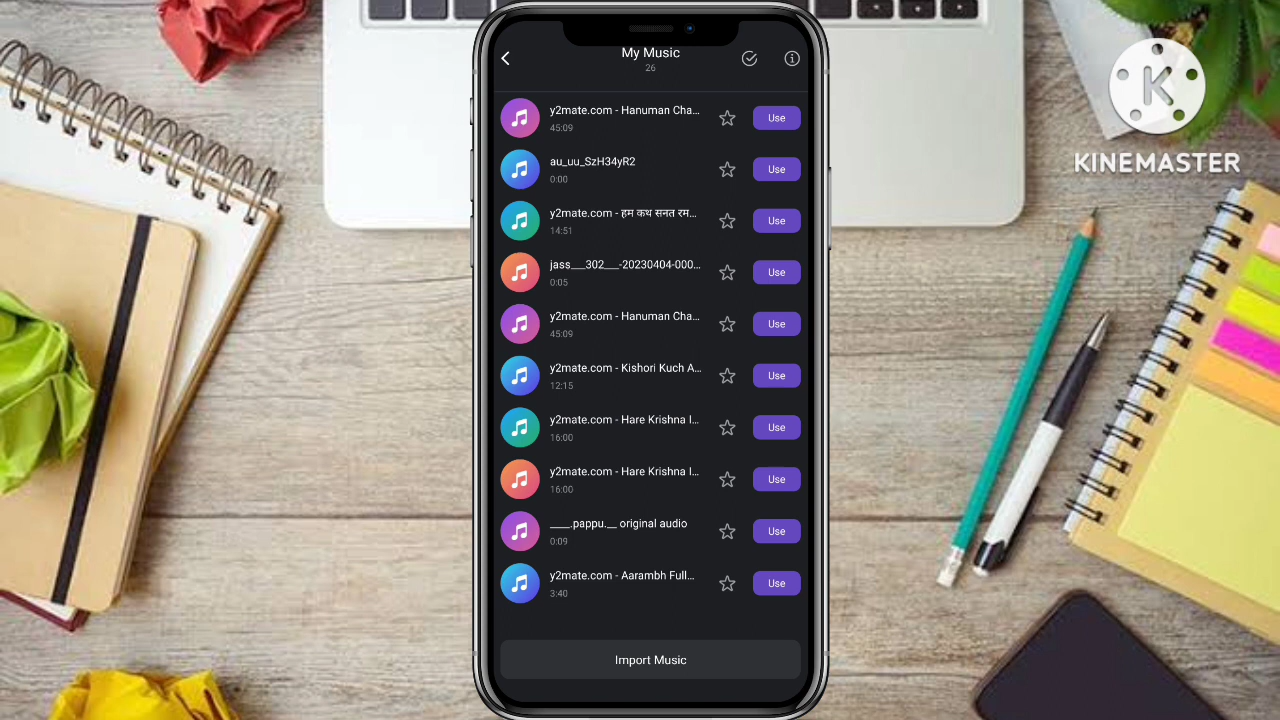 My Music
26
y2mate.com - Hanuman Cha...
45:09
Use
au_uu_SzH34yR2
0:00
Use
y2mate.com - हम कथ सनत रम...
14:51
Use
jass___302___-20230404-000...
0:05
Use
y2mate.com - Hanuman Cha...
45:09
Use
y2mate.com - Kishori Kuch A...
12:15
Use
y2mate.com - Hare Krishna I...
16:00
Use
y2mate.com - Hare Krishna I...
16:00
Use
____.pappu.__ original audio
0:09
Use
y2mate.com - Aarambh Full...
3:40
Use
Import Music
K
KINEMASTER